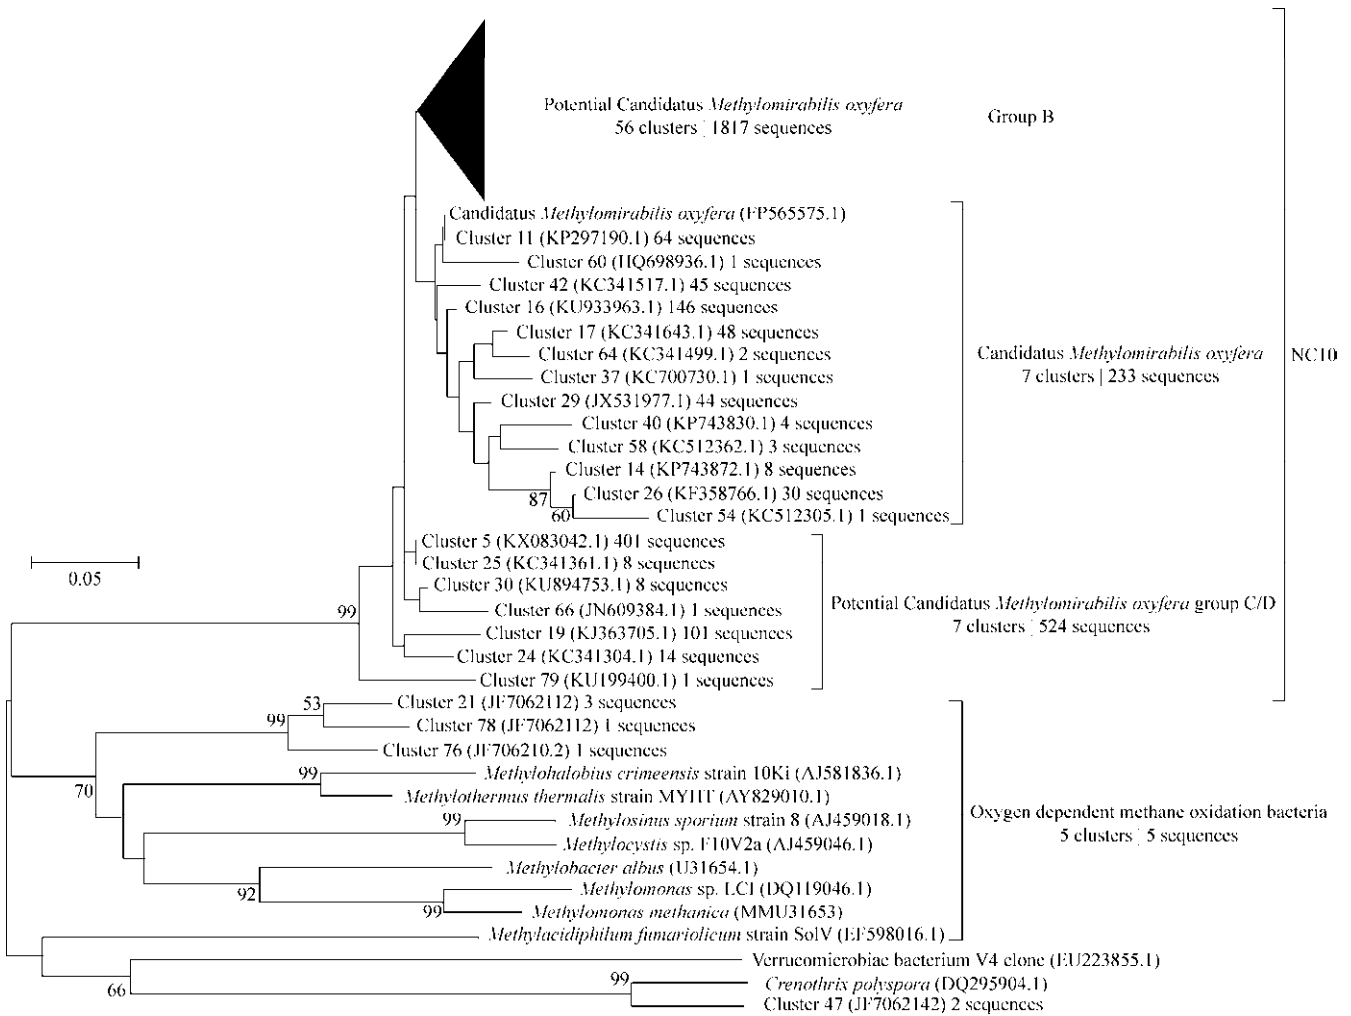 Potential Candidatus Methylomirabilis oxyfera
56 clusters | 1817 sequences
Group B
Candidatus Methylomirabilis oxyfera (FP565575.1)
Cluster 11 (KP297190.1) 64 sequences
Cluster 60 (HQ698936.1) 1 sequences
Cluster 42 (KC341517.1) 45 sequences
Cluster 16 (KU933963.1) 146 sequences
Cluster 17 (KC341643.1) 48 sequences
Cluster 64 (KC341499.1) 2 sequences
Cluster 37 (KC700730.1) 1 sequences
Candidatus Methylomirabilis oxyfera
7 clusters | 233 sequences
NC10
Cluster 29 (JX531977.1) 44 sequences
Cluster 40 (KP743830.1) 4 sequences
Cluster 58 (KC512362.1) 3 sequences
Cluster 14 (KP743872.1) 8 sequences
87
Cluster 26 (KF358766.1) 30 sequences
60
Cluster 54 (KC512305.1) 1 sequences
Cluster 5 (KX083042.1) 401 sequences
Cluster 25 (KC341361.1) 8 sequences
0.05
Cluster 30 (KU894753.1) 8 sequences
99
Cluster 66 (JN609384.1) 1 sequences
Potential Candidatus Methylomirabilis oxyfera group C/D
7 clusters | 524 sequences
Cluster 19 (KJ363705.1) 101 sequences
Cluster 24 (KC341304.1) 14 sequences
Cluster 79 (KU199400.1) 1 sequences
53
Cluster 21 (JF7062112) 3 sequences
99
Cluster 78 (JF7062112) 1 sequences
Cluster 76 (JF706210.2) 1 sequences
99
Methylohalobius crimeensis strain 10Ki (AJ581836.1)
70
Methylothermus thermalis strain MYHT (AY829010.1)
99
Methylosinus sporium strain 8 (AJ459018.1)
Methylocystis sp. F10V2a (AJ459046.1)
Oxygen dependent methane oxidation bacteria
5 clusters | 5 sequences
Methylobacter albus (U31654.1)
92
Methylomonas sp. LC1 (DQ119046.1)
99
Methylomonas methanica (MMU31653)
Methylacidiphilum fumariolicum strain SolV (EF598016.1)
Verrucomicrobiae bacterium V4 clone (EU223855.1)
66
99
Crenothrix polyspora (DQ295904.1)
Cluster 47 (JF7062142) 2 sequences